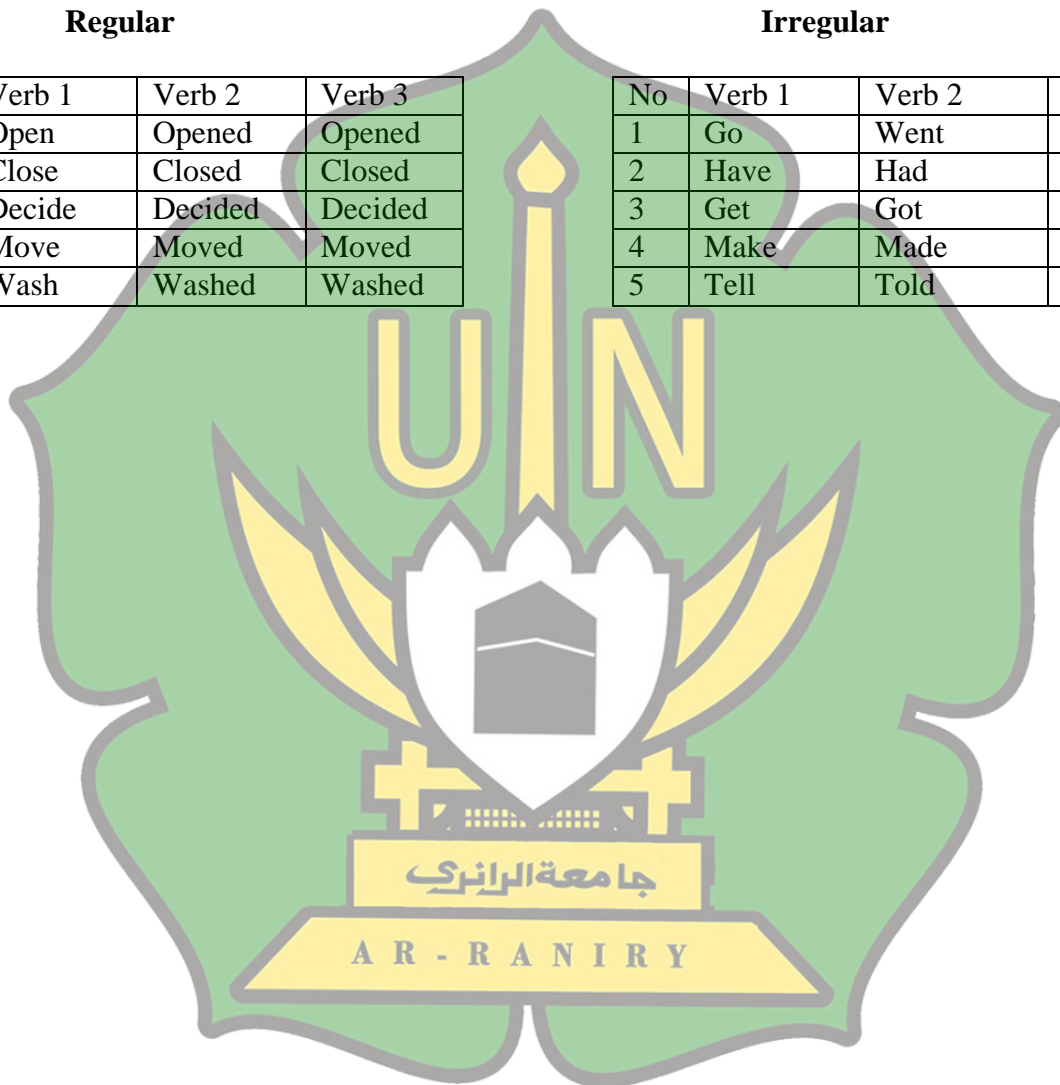 Regular Irregular
Verb 1 Verb 2 Verb 3 No Verb 1 Verb 2
Open Opened Opened 1 Go Went
Close Closed Closed 2 Have Had
Decide Decided Decided 3 Get Got
Move Moved Moved 4 Make Made
Wash Washed Washed 5 Tell Told
UIN
جامعةالرانري
AR-RANIRY